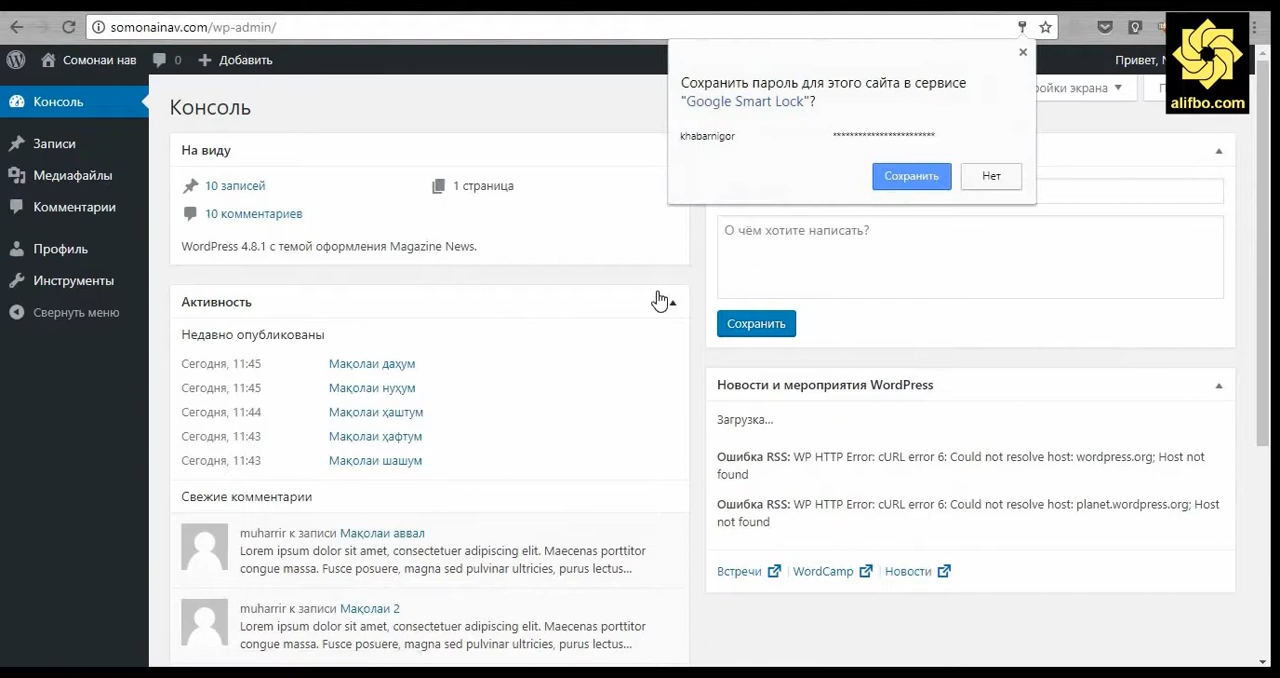 somonainav.com/wp-admin/
Сомонаи нав
0
Добавить
Привет,
alifbo.com
Сохранить пароль для этого сайта в сервисе
"Google Smart Lock"?
khabarnigor ************************
Сохранить
Нет
Консоль
Записи
Медиафайлы
Комментарии
Профиль
Инструменты
Свернуть меню
Консоль
экрана
На виду
10 записей
1 страница
10 комментариев
WordPress 4.8.1 с темой оформления Magazine News.
Активность
Недавно опубликованы
Сегодня, 11:45 Мақолаи даҳум
Сегодня, 11:45 Мақолаи нуҳум
Сегодня, 11:44 Мақолаи ҳаштум
Сегодня, 11:43 Мақолаи ҳафтум
Сегодня, 11:43 Мақолаи шашум
Свежие комментарии
muharrir к записи Мақолаи аввал
Lorem ipsum dolor sit amet, consectetuer adipiscing elit. Maecenas porttitor
congue massa. Fusce posuere, magna sed pulvinar ultricies, purus lectus...
muharrir к записи Мақолаи 2
Lorem ipsum dolor sit amet, consectetuer adipiscing elit. Maecenas porttitor
congue massa. Fusce posuere, magna sed pulvinar ultricies, purus lectus...
О чём хотите написать?
Сохранить
Новости и мероприятия WordPress
Загрузка...
Ошибка RSS: WP HTTP Error: cURL error 6: Could not resolve host: wordpress.org; Host not
found
Ошибка RSS: WP HTTP Error: cURL error 6: Could not resolve host: planet.wordpress.org; Host
not found
Встречи
WordCamp
Новости